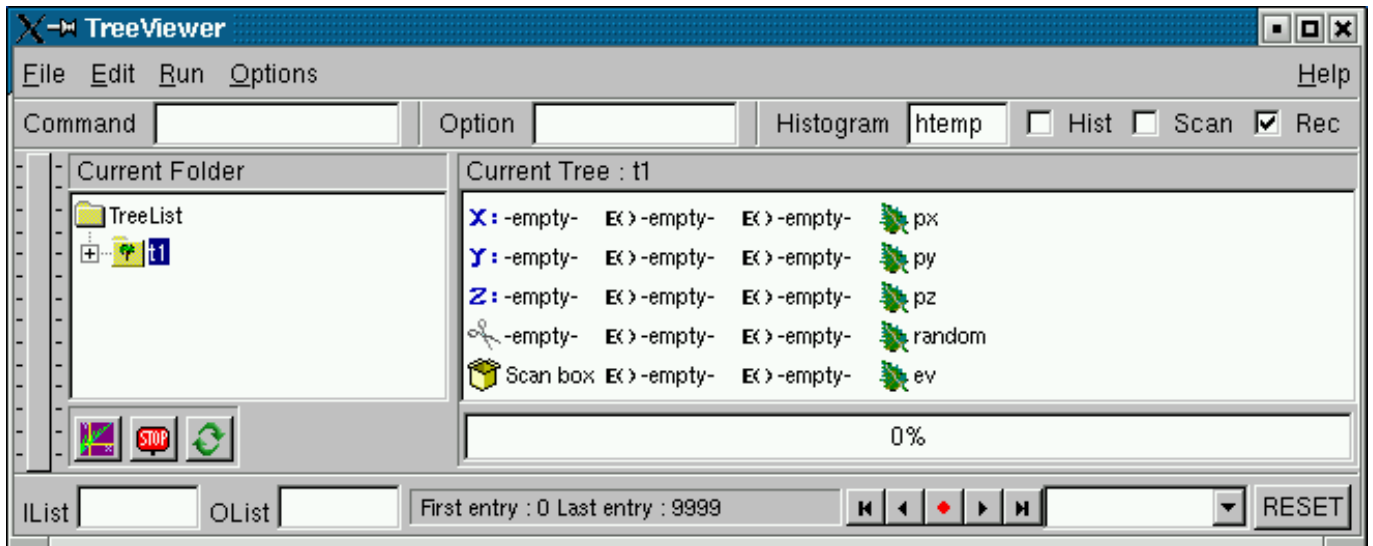 TreeViewer
File Edit Run Options Help
Command Option Histogram htemp Hist Scan Rec
Current Folder Current Tree : t1
TreeList
t1
X: -empty- E() -empty- E() -empty- px
Y: -empty- E() -empty- E() -empty- py
Z: -empty- E() -empty- E() -empty- pz
-empty- E() -empty- E() -empty- random
Scan box E() -empty- E() -empty- ev
STOP
0%
IList OList First entry : 0 Last entry : 9999 RESET